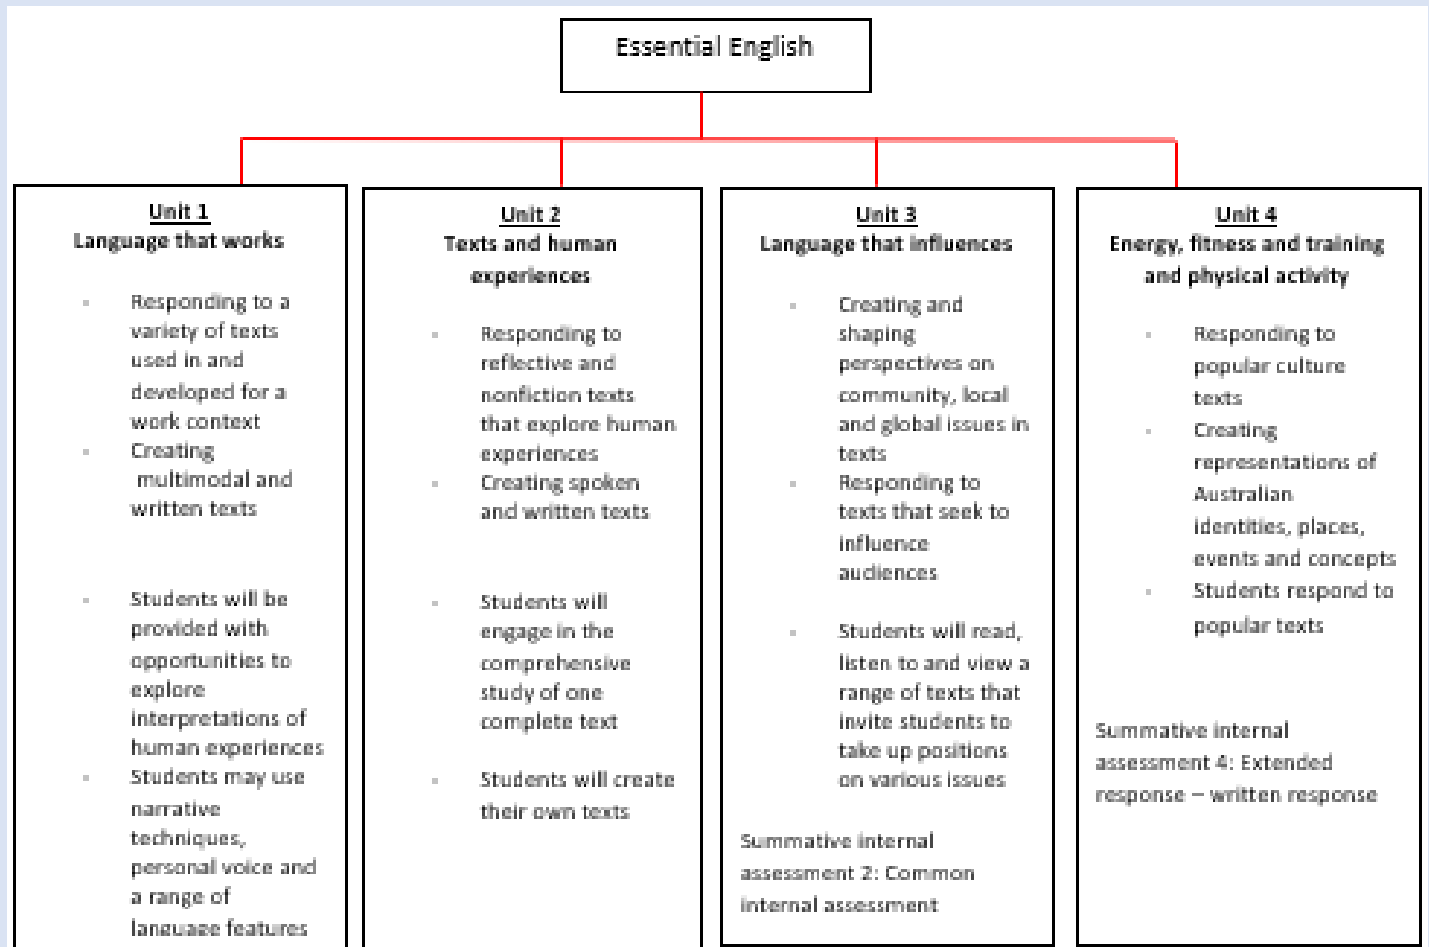 Essential English
Unit 1
Language that works
Responding to a
variety of texts
used in and
developed for a
work context
Creating
multimodal and
written texts
Students will be
provided with
opportunities to
explore
interpretations of
human experiences
Students may use
narrative
techniques,
personal voice and
a range of
language features
Unit 2
Texts and human
experiences
Responding to
reflective and
nonfiction texts
that explore human
experiences
Creating spoken
and written texts
Students will
engage in the
comprehensive
study of one
complete text
Students will create
their own texts
Unit 3
Language that influences
Creating and
shaping
perspectives on
community, local
and global issues in
texts
Responding to
texts that seek to
influence
audiences
Students will read,
listen to and view a
range of texts that
invite students to
take up positions
on various issues
Summative internal
assessment 2: Common
internal assessment
Unit 4
Energy, fitness and training
and physical activity
Responding to
popular culture
texts
Creating
representations of
Australian
identities, places,
events and concepts
Students respond to
popular texts
Summative internal
assessment 4: Extended
response – written response